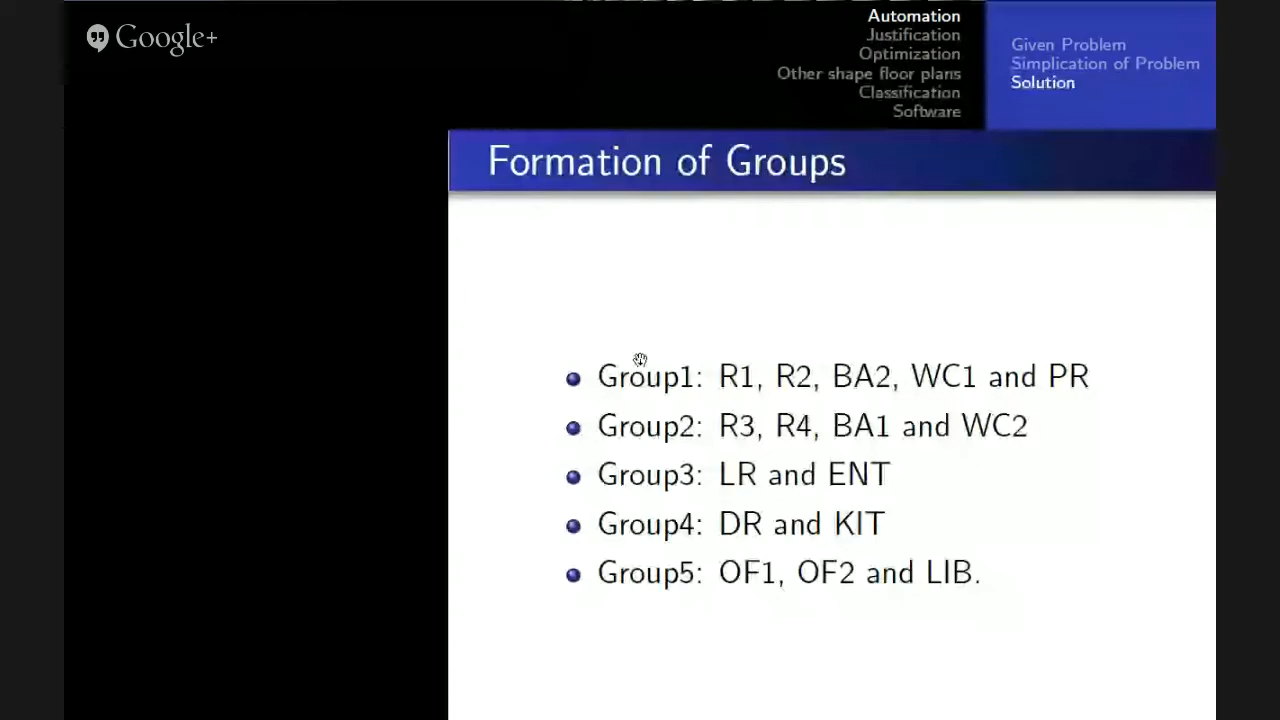 Google+
Automation
Justification
Optimization
Other shape floor plans
Classification
Software
Given Problem
Simplication of Problem
Solution
Formation of Groups
Group1: R1, R2, BA2, WC1 and PR
Group2: R3, R4, BA1 and WC2
Group3: LR and ENT
Group4: DR and KIT
Group5: OF1, OF2 and LIB.